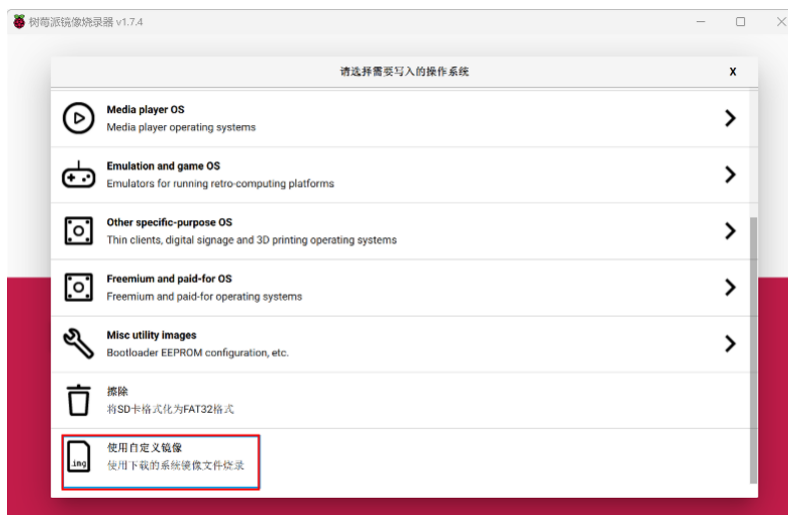 树莓派镜像烧录器 v1.7.4
请选择需要写入的操作系统
X
Media player OS
Media player operating systems
Emulation and game OS
Emulators for running retro-computing platforms
Other specific-purpose OS
Thin clients, digital signage and 3D printing operating systems
Freemium and paid-for OS
Freemium and paid-for operating systems
Misc utility images
Bootloader EEPROM configuration, etc.
擦除
将SD卡格式化为FAT32格式
使用自定义镜像
.img
使用下载的系统镜像文件烧录